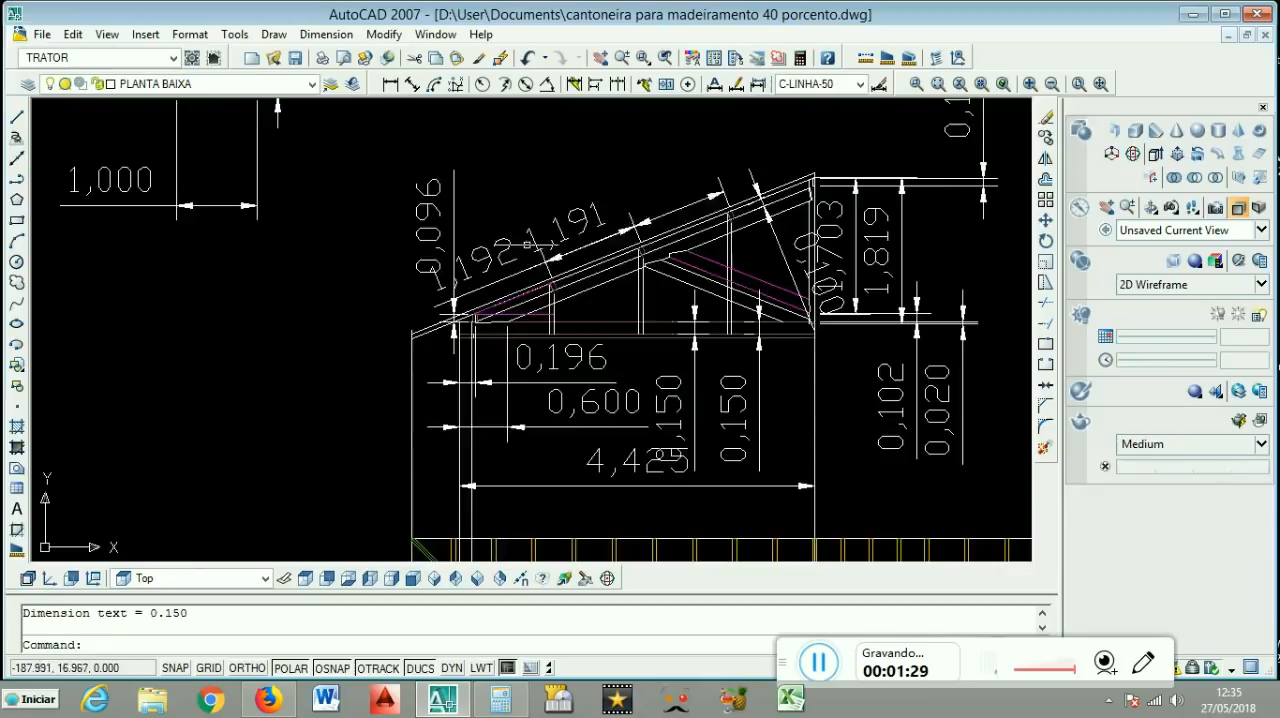 AutoCAD 2007 - [D:\User\Documents\cantoneira para madeiramento 40 porcento.dwg]
File Edit View Insert Format Tools Draw Dimension Modify Window Help
TRATOR
PLANTA BAIXA
C-LINHA-50
1,000
0,096
1,192
1,191
0,1
1,703
1,819
0,196
0,600
4,425
0,150
0,150
0,102
0,020
Y
X
Unsaved Current View
2D Wireframe
Medium
Top
Dimension text = 0.150
Command:
-187.991, 16.967, 0.000
SNAP GRID ORTHO POLAR OSNAP OTRACK DUCS DYN LWT
Gravando...
00:01:29
Iniciar
12:35
27/05/2018